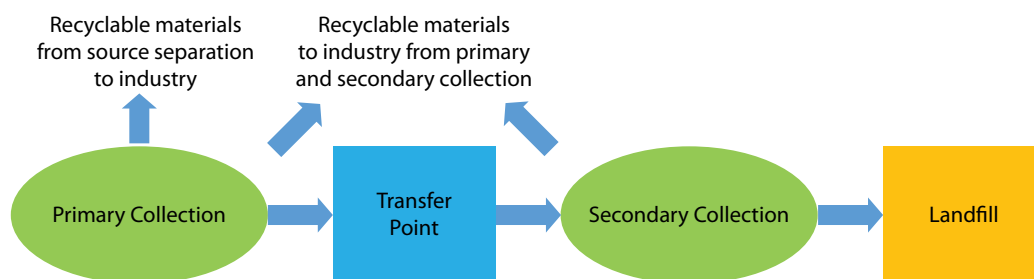 Recyclable materials
from source separation
to industry
Recyclable materials
to industry from primary
and secondary collection
Primary Collection
Transfer
Point
Secondary Collection
Landfill